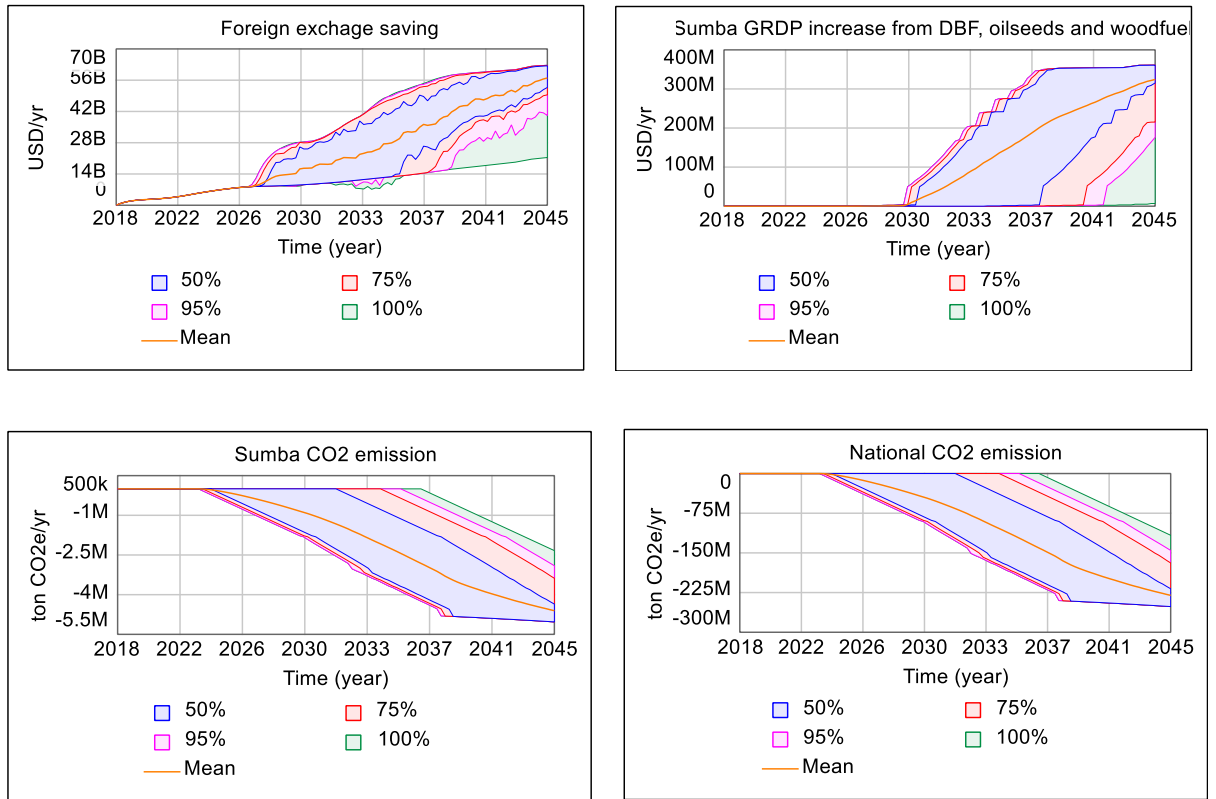 Foreign exchage saving
70B
56B
42B
28B
14B
0
USD/yr
2018 2022 2026 2030 2033 2037 2041 2045
Time (year)
50% 75%
95% 100%
Mean
Sumba GRDP increase from DBF, oilseeds and woodfuel
400M
300M
200M
100M
0
USD/yr
2018 2022 2026 2030 2033 2037 2041 2045
Time (year)
50% 75%
95% 100%
Mean
Sumba CO2 emission
500k
-1M
-2.5M
-4M
-5.5M
ton CO2e/yr
2018 2022 2026 2030 2033 2037 2041 2045
Time (year)
50% 75%
95% 100%
Mean
National CO2 emission
0
-75M
-150M
-225M
-300M
ton CO2e/yr
2018 2022 2026 2030 2033 2037 2041 2045
Time (year)
50% 75%
95% 100%
Mean